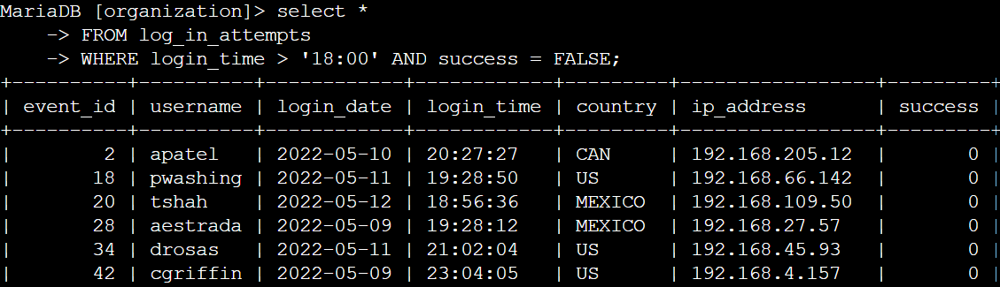 MariaDB [organization]> select *
    -> FROM log_in_attempts
    -> WHERE login_time > '18:00' AND success = FALSE;
+----------+----------+------------+------------+---------+-----------------+---------+
| event_id | username | login_date | login_time | country | ip_address      | success |
+----------+----------+------------+------------+---------+-----------------+---------+
|        2 | apatel   | 2022-05-10 | 20:27:27   | CAN     | 192.168.205.12  |       0 |
|       18 | pwashing | 2022-05-11 | 19:28:50   | US      | 192.168.66.142  |       0 |
|       20 | tshah    | 2022-05-12 | 18:56:36   | MEXICO  | 192.168.109.50  |       0 |
|       28 | aestrada | 2022-05-09 | 19:28:12   | MEXICO  | 192.168.27.57   |       0 |
|       34 | drosas   | 2022-05-11 | 21:02:04   | US      | 192.168.45.93   |       0 |
|       42 | cgriffin | 2022-05-09 | 23:04:05   | US      | 192.168.4.157   |       0 |